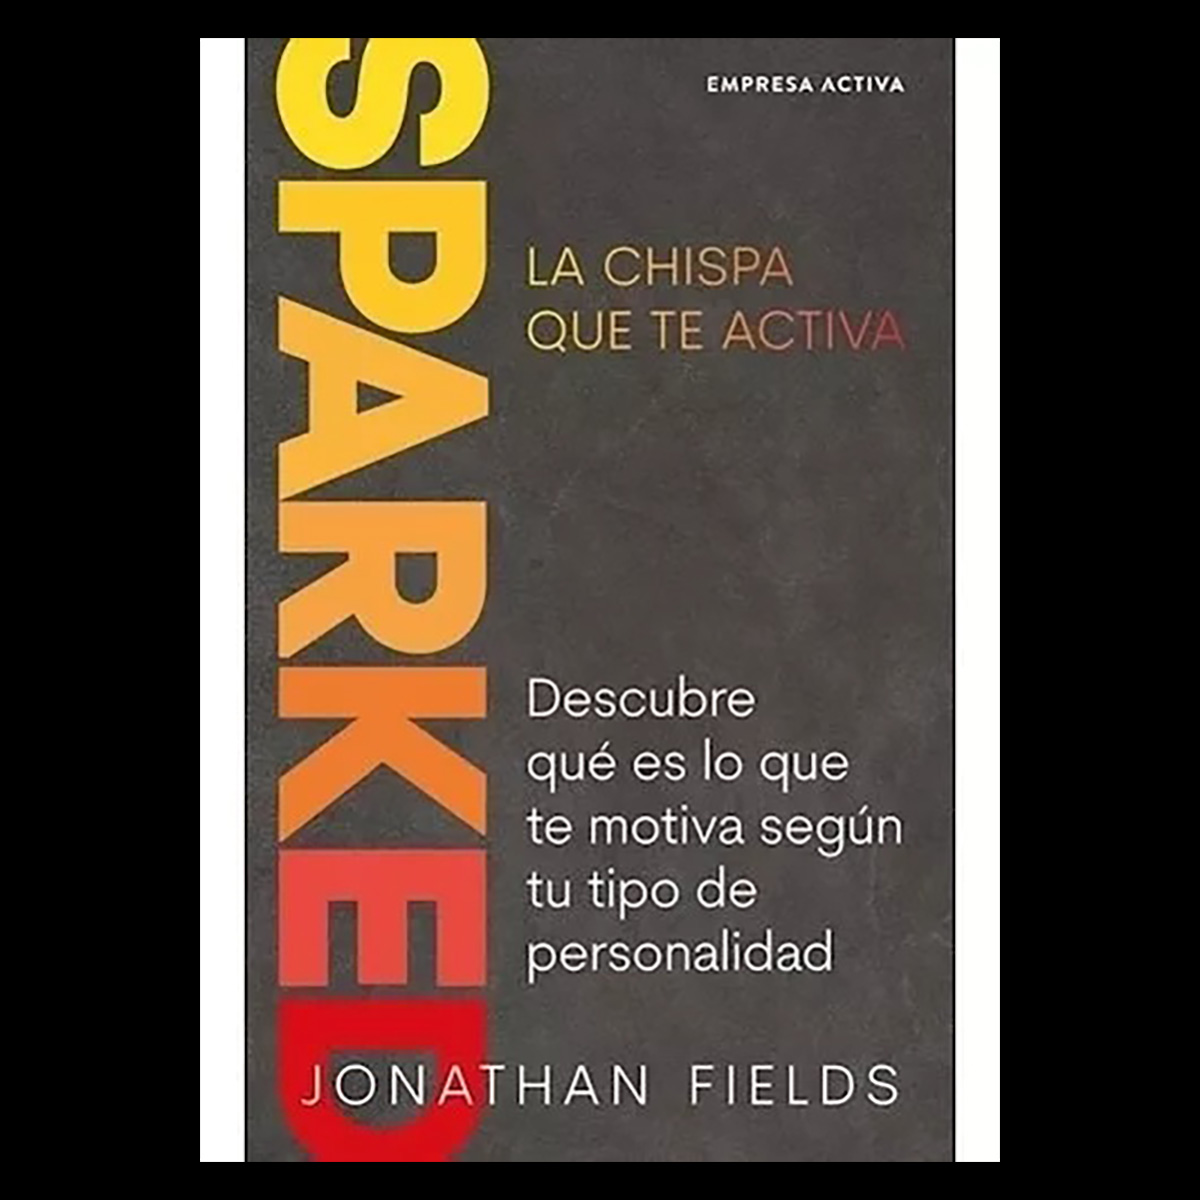 SPARKED
EMPRESA ACTIVA
LA CHISPA
QUE TE ACTIVA
Descubre
qué es lo que
te motiva según
tu tipo de
personalidad
JONATHAN FIELDS